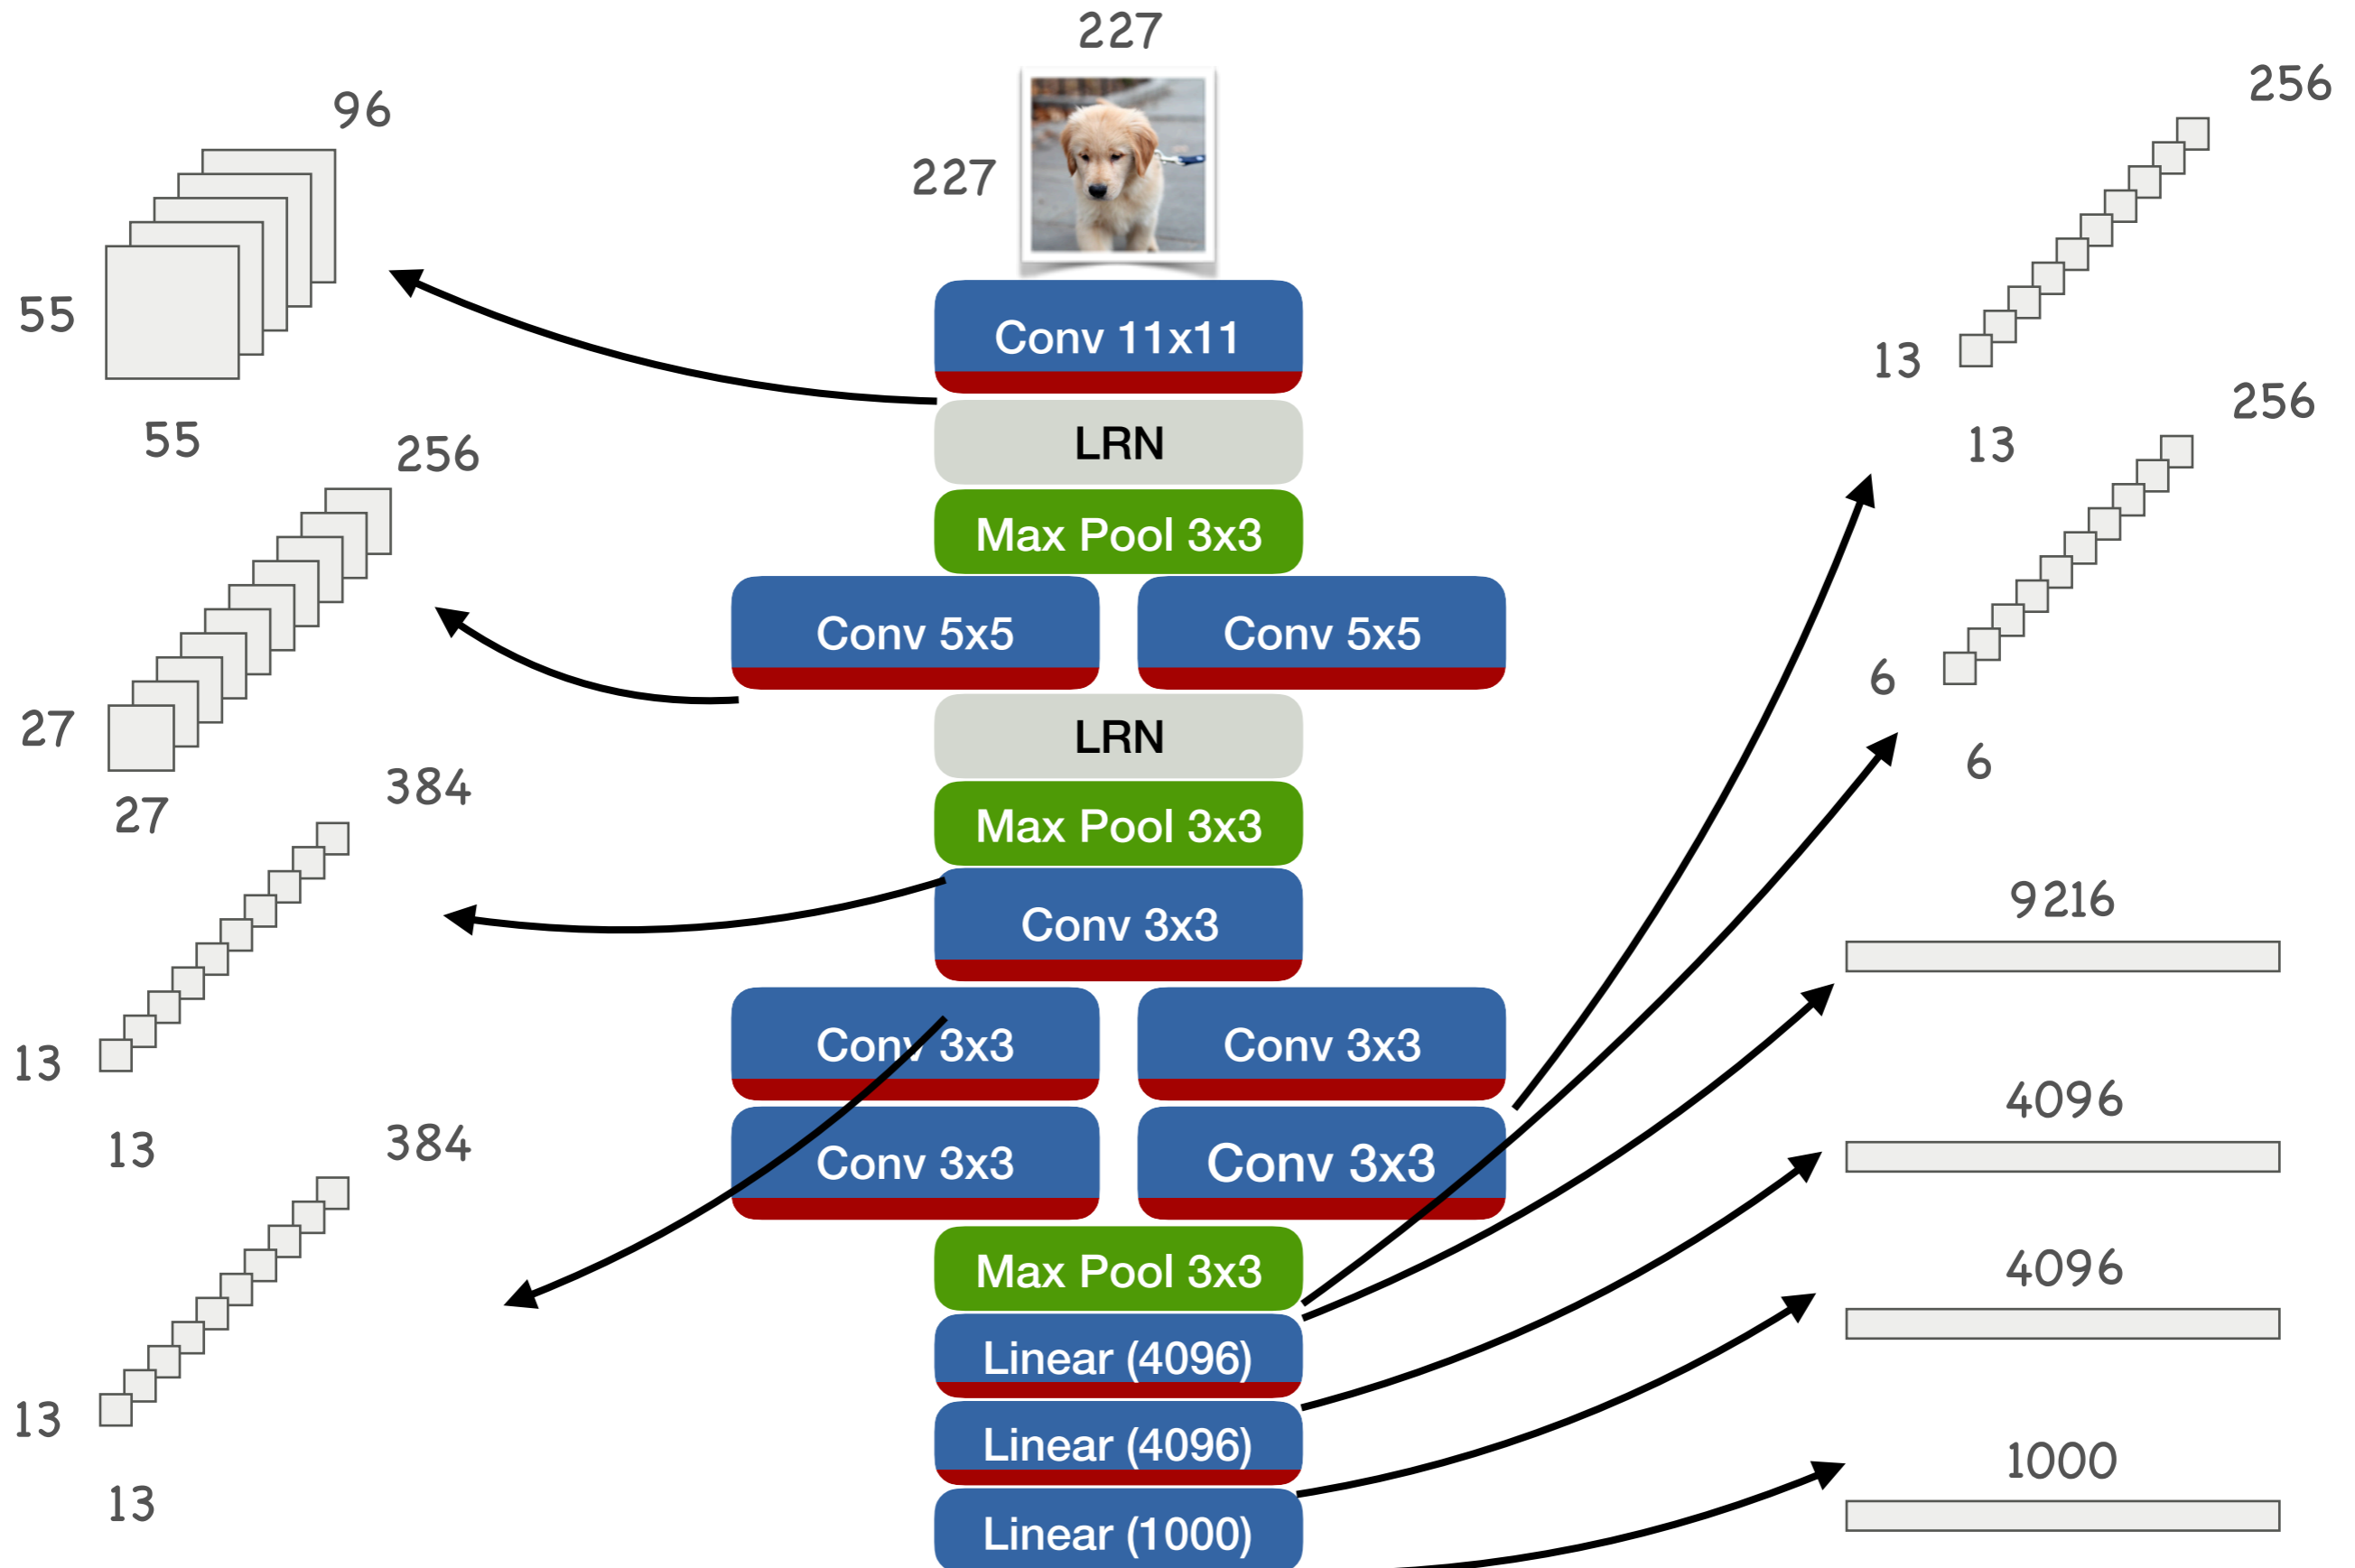 227
227
96
55
55
256
27
27
384
13
13
384
13
13
Conv 11x11
LRN
Max Pool 3x3
Conv 5x5 Conv 5x5
LRN
Max Pool 3x3
Conv 3x3
Conv 3x3 Conv 3x3
Conv 3x3 Conv 3x3
Max Pool 3x3
Linear (4096)
Linear (4096)
Linear (1000)
256
13
13
256
6
6
9216
4096
4096
1000